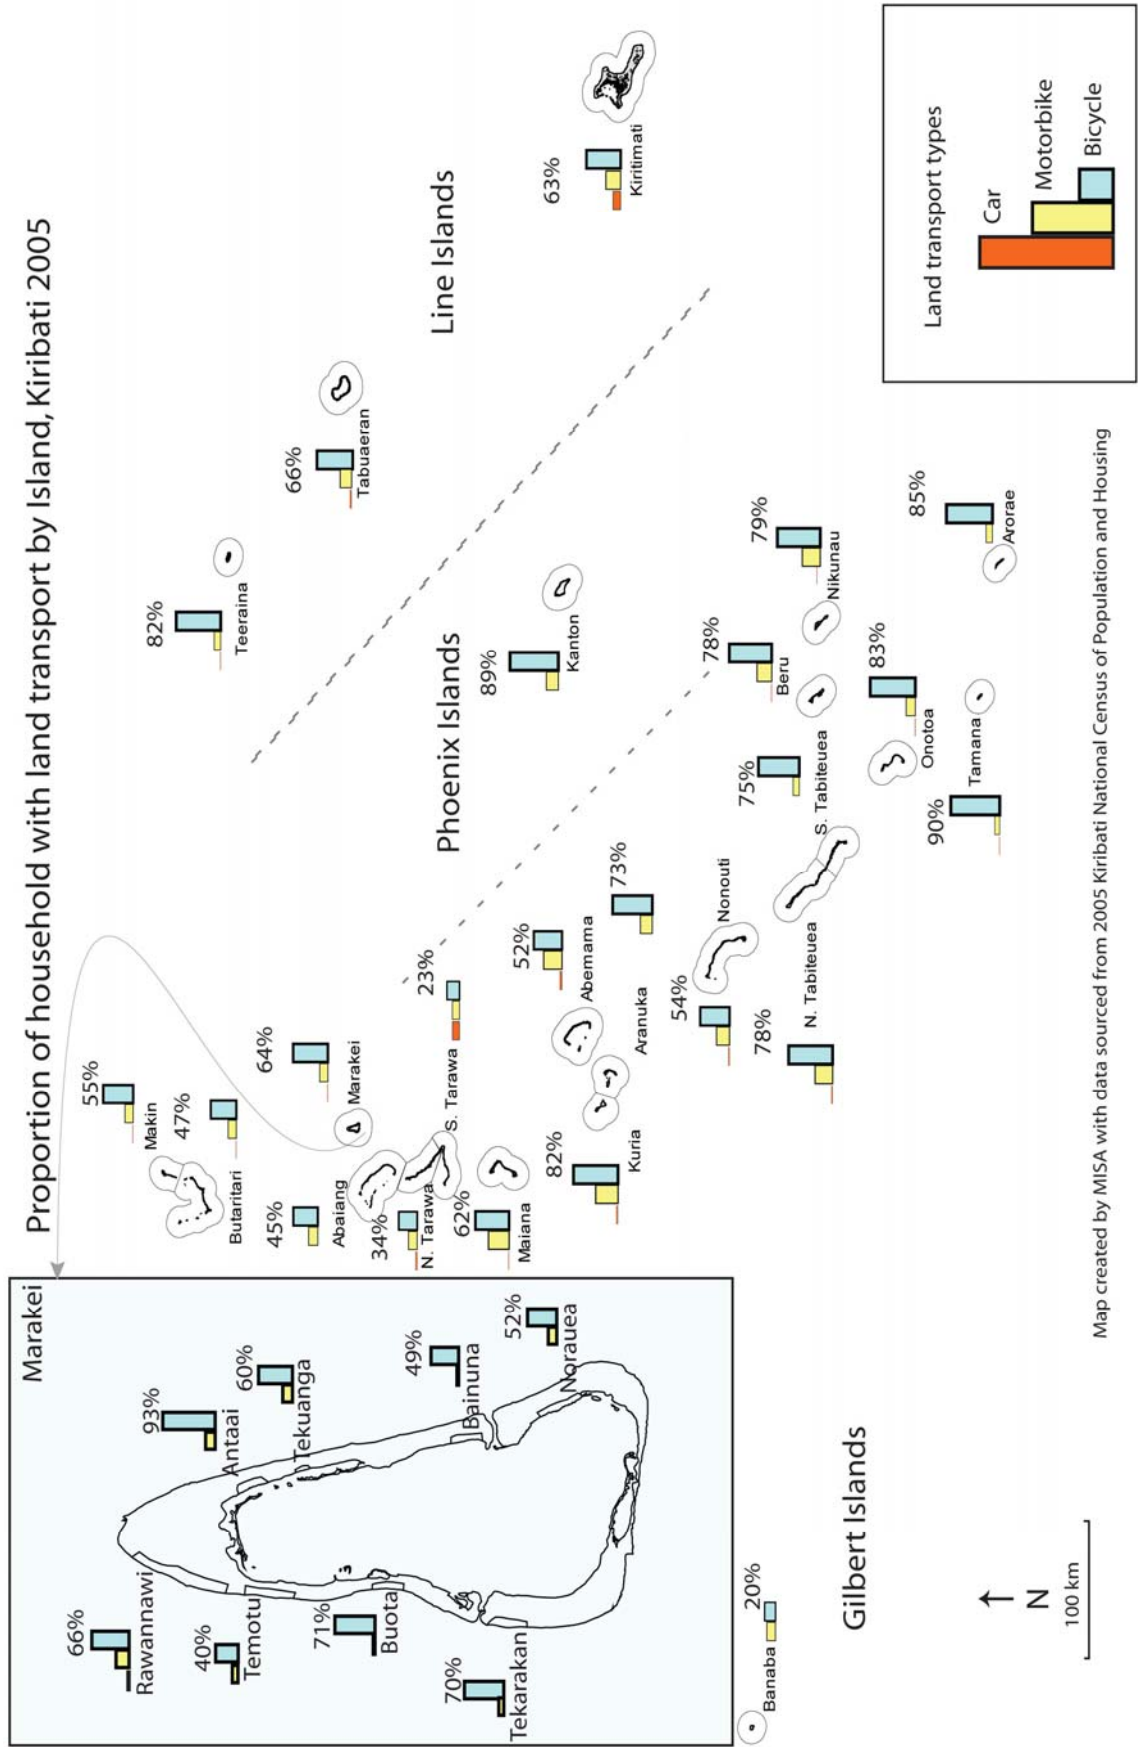 Proportion of household with land transport by Island, Kiribati 2005
Marakei
93%
Antaai
66%
Rawannawi
60%
Tekuanga
40%
Temotu
71%
Buota
49%
Bainuna
52%
Norauea
70%
Tekarakan
55%
Makin
47%
Butaritari
64%
Marakei
45%
Abaiang
34%
N. Tarawa
23%
S. Tarawa
62%
Maiana
52%
Abemama
82%
Kuria
73%
Aranuka
54%
Nonouti
78%
N. Tabiteuea
75%
S. Tabiteuea
78%
Beru
79%
Nikunau
83%
Onotoa
90%
Tamana
85%
Arorae
Banaba
20%
Gilbert Islands
Phoenix Islands
89%
Kanton
Line Islands
82%
Teeraina
66%
Tabuaeran
63%
Kiritimati
N
100 km
Land transport types
Car
Motorbike
Bicycle
Map created by MISA with data sourced from 2005 Kiribati National Census of Population and Housing